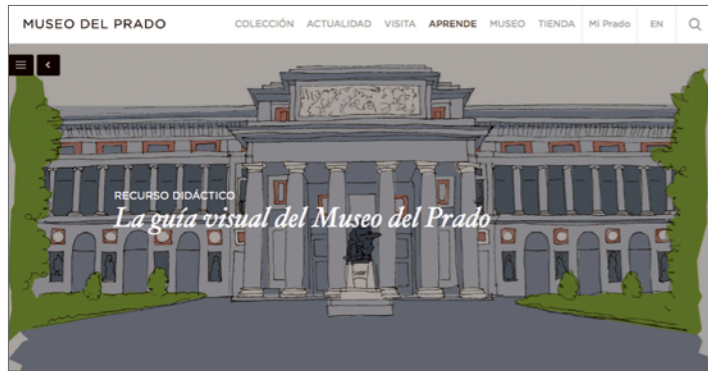 MUSEO DEL PRADO
COLECCIÓN ACTUALIDAD VISITA APRENDE MUSEO TIENDA Mi Prado EN
RECURSO DIDÁCTICO
La guía visual del Museo del Prado